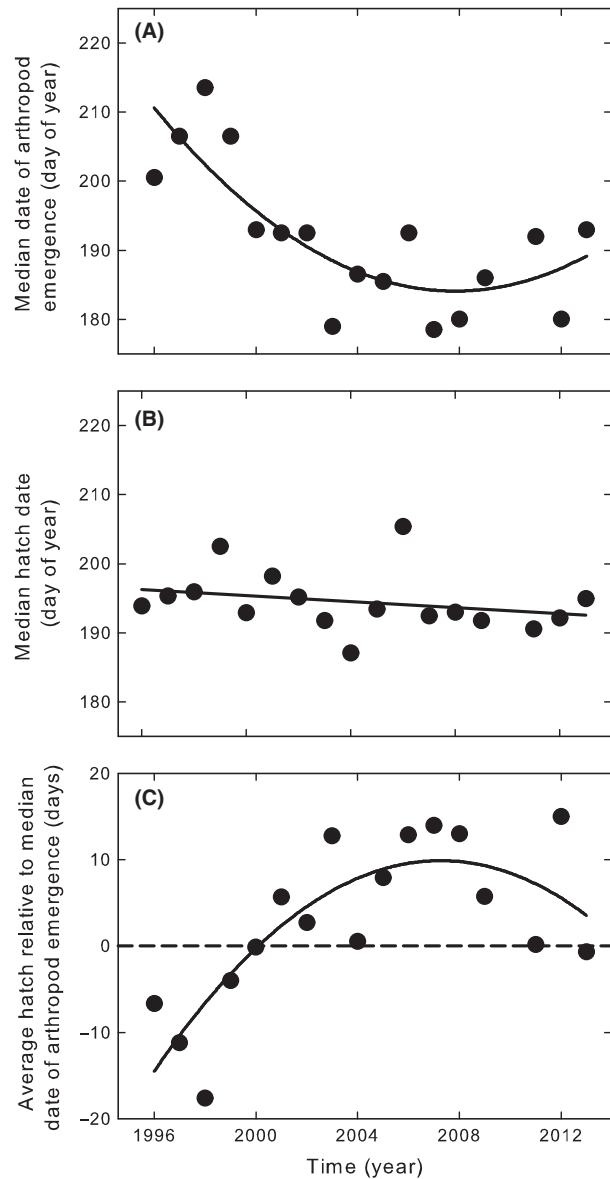 (A)
220
210
200
190
180
Median date of arthropod
emergence (day of year)
(B)
220
210
200
190
180
Median hatch date
(day of year)
(C)
20
10
0
−10
−20
Average hatch relative to median
date of arthropod emergence (days)
1996 2000 2004 2008 2012
Time (year)